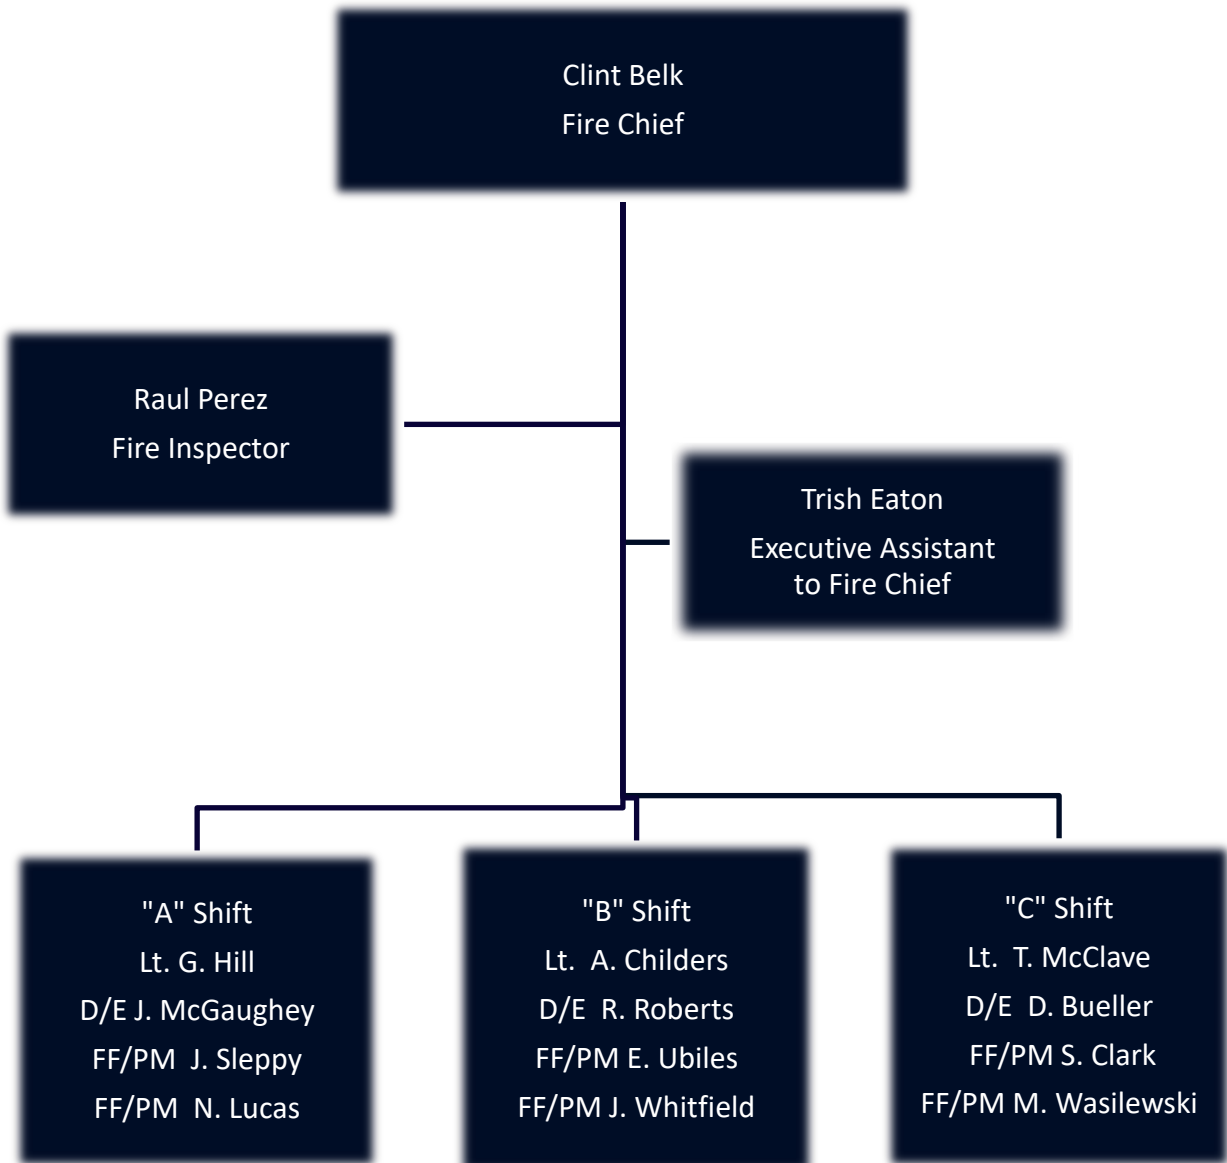 Clint Belk
Fire Chief
Raul Perez
Fire Inspector
Trish Eaton
Executive Assistant
to Fire Chief
"A" Shift
Lt. G. Hill
D/E J. McGaughey
FF/PM J. Sleppy
FF/PM N. Lucas
"B" Shift
Lt. A. Childers
D/E R. Roberts
FF/PM E. Ubiles
FF/PM J. Whitfield
"C" Shift
Lt. T. McClave
D/E D. Bueller
FF/PM S. Clark
FF/PM M. Wasilewski